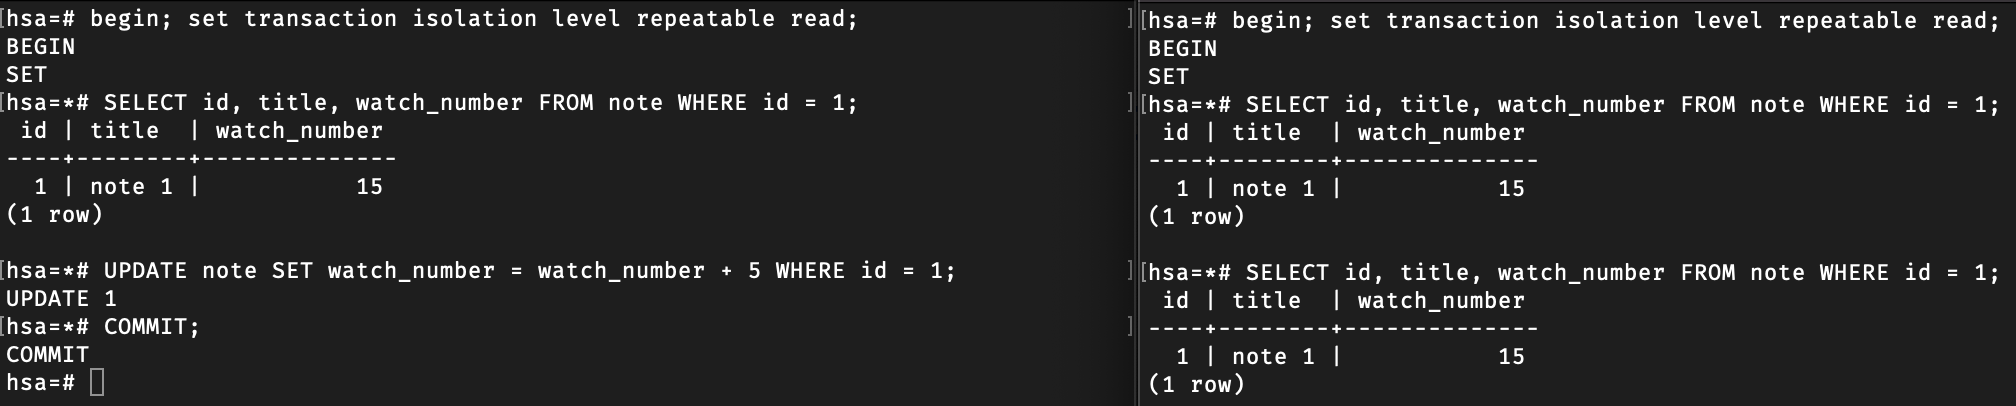 [hsa=# begin; set transaction isolation level repeatable read; ]
BEGIN
SET
[hsa=*# SELECT id, title, watch_number FROM note WHERE id = 1; ]
 id | title  | watch_number
----+--------+--------------
  1 | note 1 |           15
(1 row)

[hsa=*# UPDATE note SET watch_number = watch_number + 5 WHERE id = 1; ]
UPDATE 1
[hsa=*# COMMIT; ]
COMMIT
hsa=#
[hsa=# begin; set transaction isolation level repeatable read;
BEGIN
SET
[hsa=*# SELECT id, title, watch_number FROM note WHERE id = 1;
 id | title  | watch_number
----+--------+--------------
  1 | note 1 |           15
(1 row)

[hsa=*# SELECT id, title, watch_number FROM note WHERE id = 1;
 id | title  | watch_number
----+--------+--------------
  1 | note 1 |           15
(1 row)